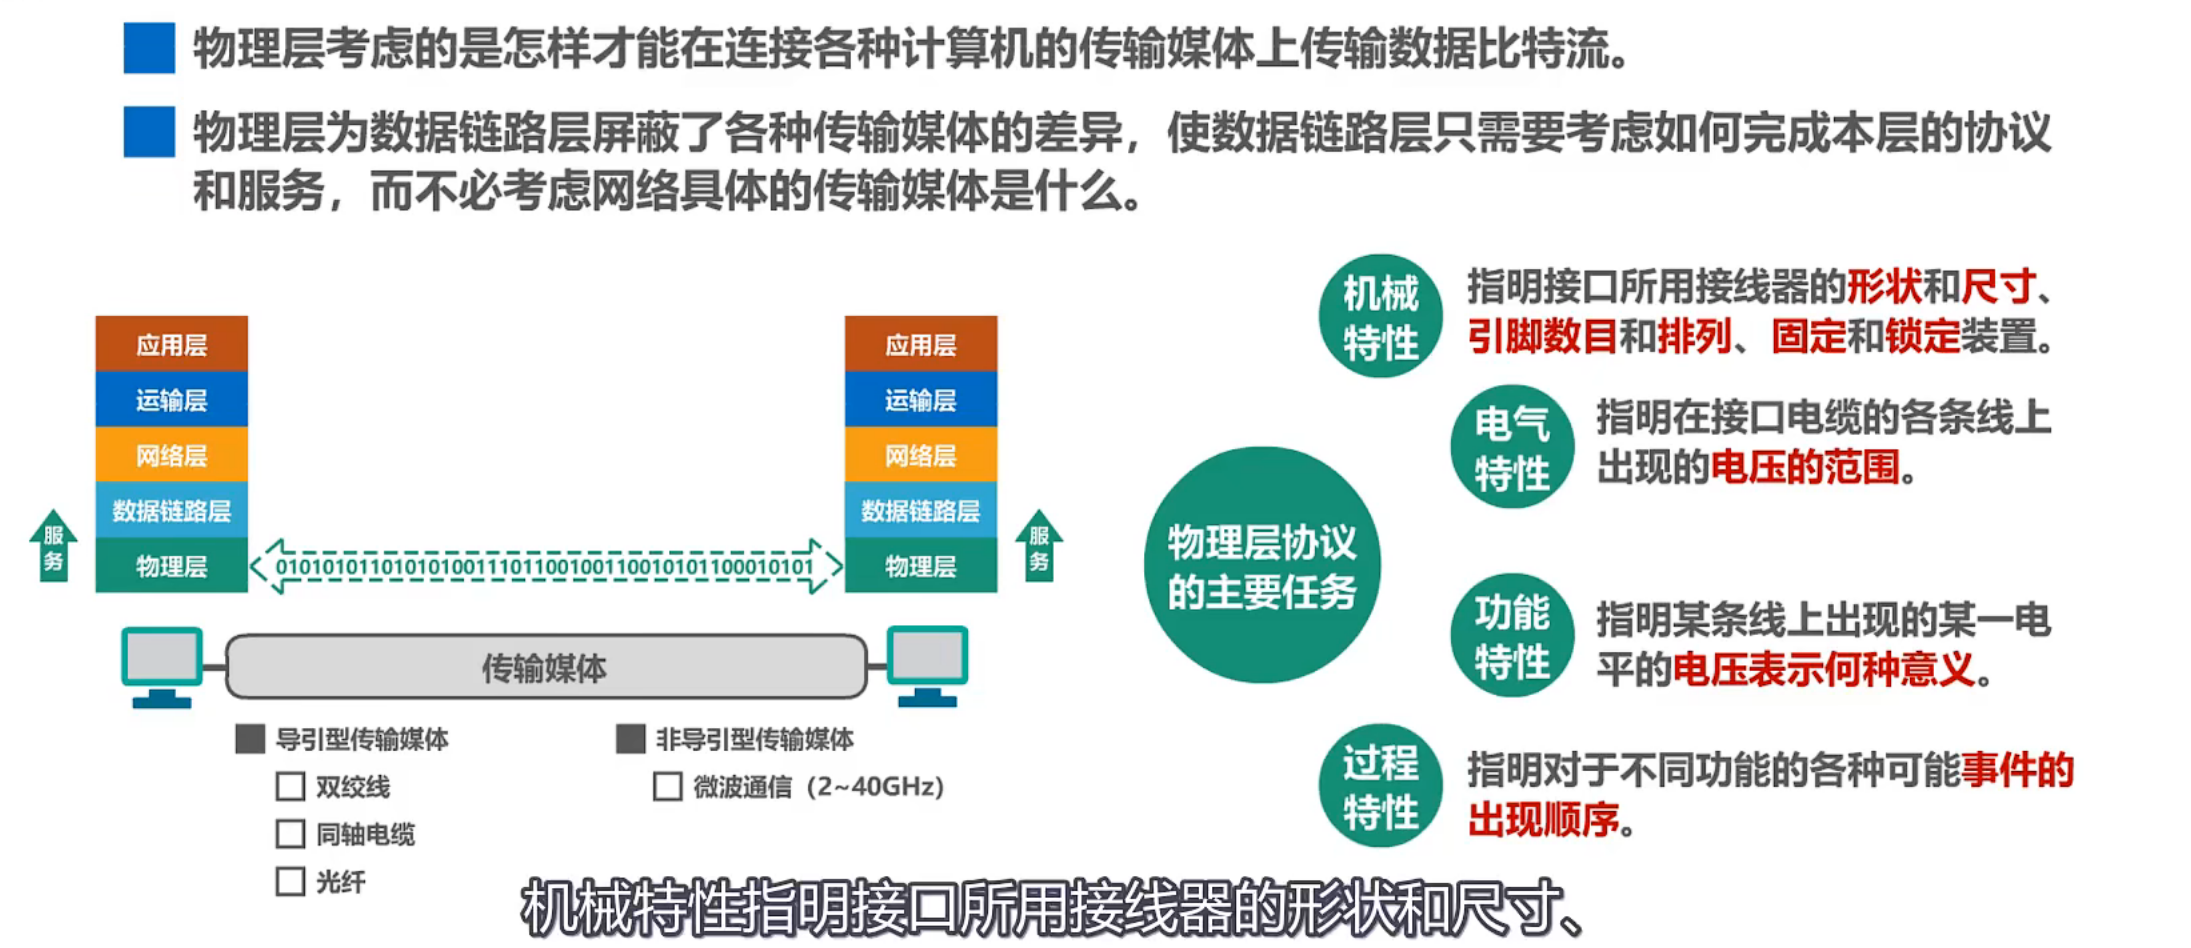 物理层考虑的是怎样才能在连接各种计算机的传输媒体上传输数据比特流。
物理层为数据链路层屏蔽了各种传输媒体的差异，使数据链路层只需要考虑如何完成本层的协议
和服务，而不必考虑网络具体的传输媒体是什么。
应用层
运输层
网络层
数据链路层
物理层
服务
010101011010101001110110010011001010110001010 1
应用层
运输层
网络层
数据链路层
物理层
服务
传输媒体
导引型传输媒体
双绞线
同轴电缆
光纤
非导引型传输媒体
微波通信（2~40GHz）
物理层协议
的主要任务
机械
特性
指明接口所用接线器的形状和尺寸、
引脚数目和排列、固定和锁定装置。
电气
特性
指明在接口电缆的各条线上
出现的电压的范围。
功能
特性
指明某条线上出现的某一电
平的电压表示何种意义。
过程
特性
指明对于不同功能的各种可能事件的
出现顺序。
机械特性指明接口所用接线器的形状和尺寸、